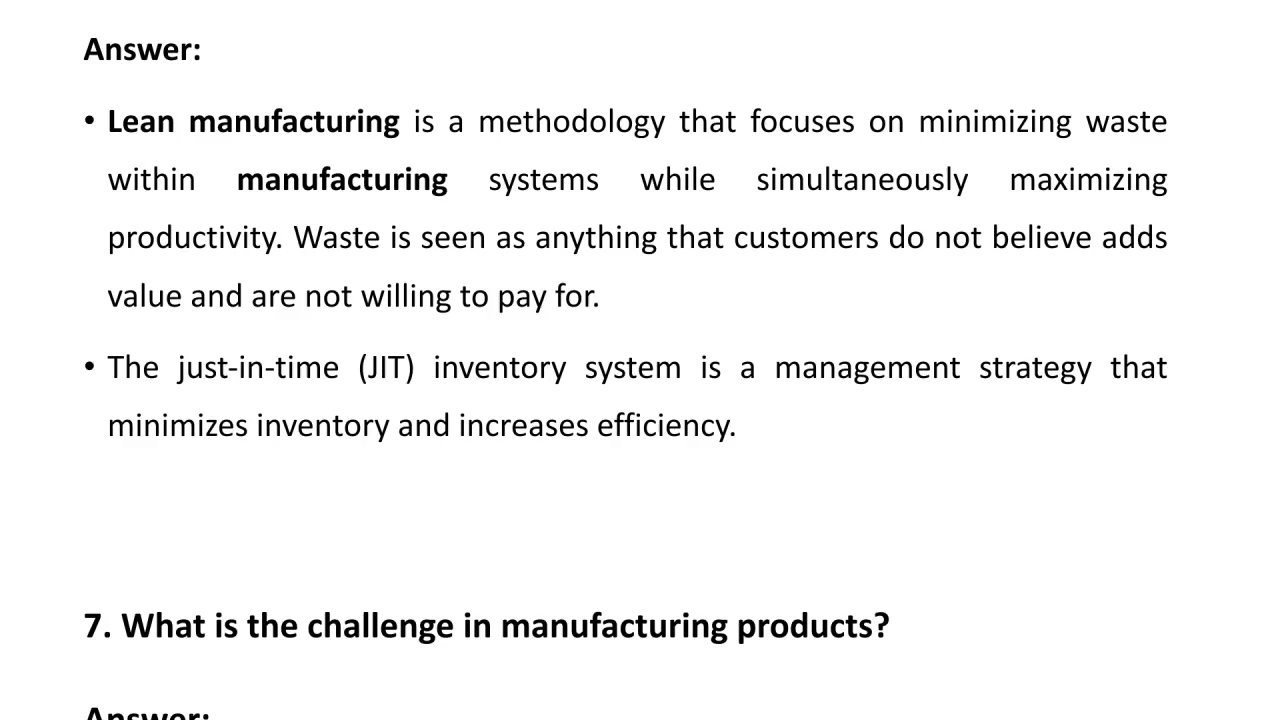 Answer:
• Lean manufacturing is a methodology that focuses on minimizing waste
within manufacturing systems while simultaneously maximizing
productivity. Waste is seen as anything that customers do not believe adds
value and are not willing to pay for.
• The just-in-time (JIT) inventory system is a management strategy that
minimizes inventory and increases efficiency.
7. What is the challenge in manufacturing products?
Answer: